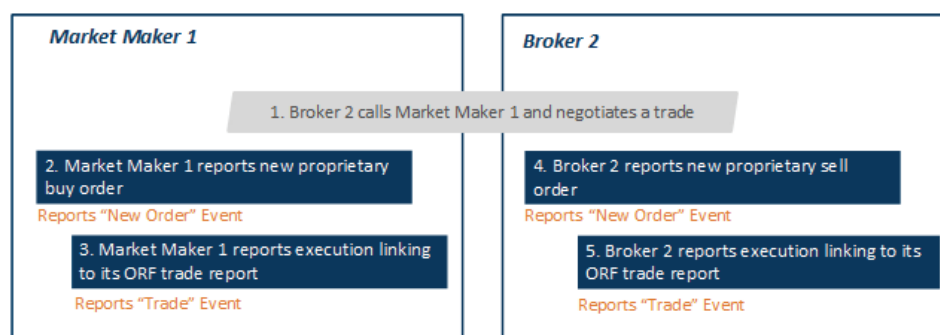 Market Maker 1
Broker 2
1. Broker 2 calls Market Maker 1 and negotiates a trade
2. Market Maker 1 reports new proprietary
buy order
Reports “New Order” Event
3. Market Maker 1 reports execution linking
to its ORF trade report
Reports “Trade” Event
4. Broker 2 reports new proprietary sell
order
Reports “New Order” Event
5. Broker 2 reports execution linking to its
ORF trade report
Reports “Trade” Event